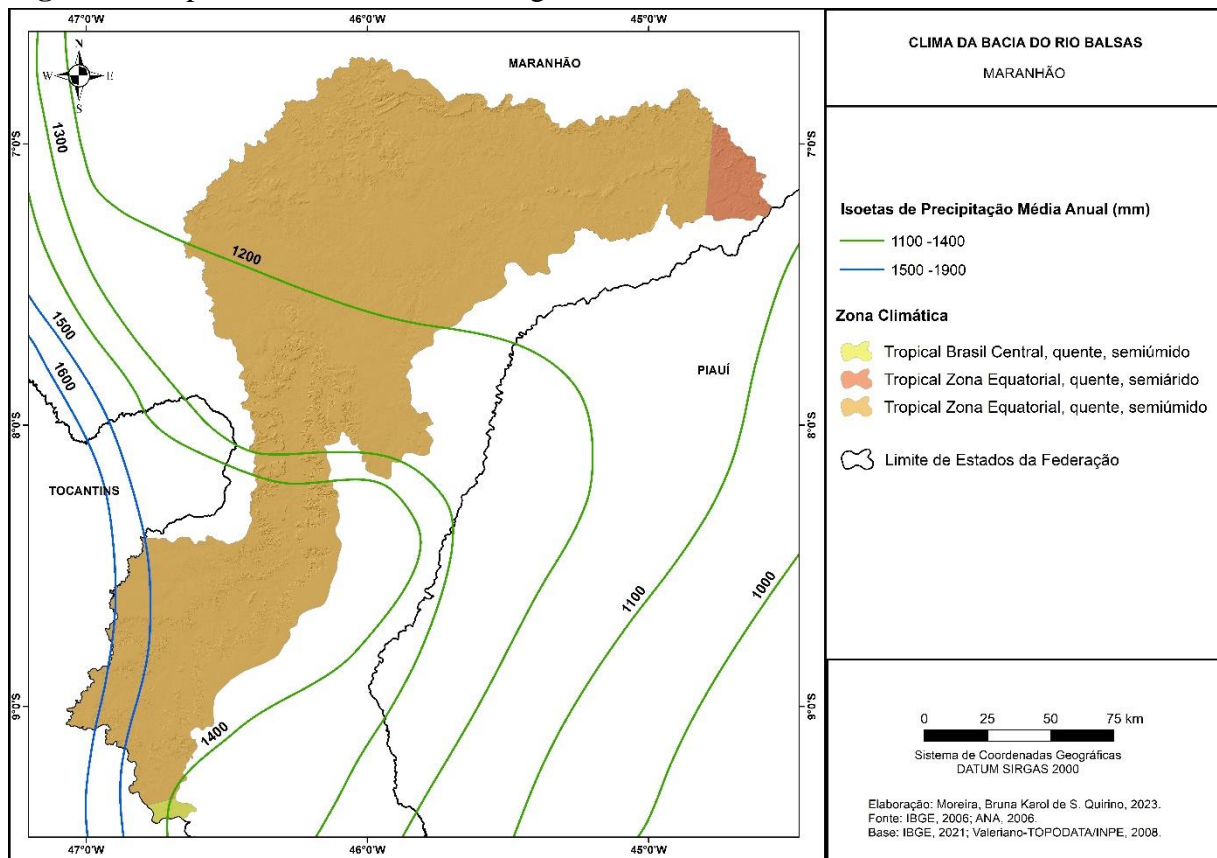 47°0'W 46°0'W 45°0'W
N
W E
S
MARANHÃO
1300
7°0'S
7°0'S
1200
1500
PIAUÍ
1600
8°0'S
8°0'S
TOCANTINS
1100
1000
9°0'S
9°0'S
1400
47°0'W 46°0'W 45°0'W
CLIMA DA BACIA DO RIO BALSAS
MARANHÃO
Isoetas de Precipitação Média Anual (mm)
1100 -1400
1500 -1900
Zona Climática
Tropical Brasil Central, quente, semiúmido
Tropical Zona Equatorial, quente, semiárido
Tropical Zona Equatorial, quente, semiúmido
Limite de Estados da Federação
0 25 50 75 km
Sistema de Coordenadas Geográficas
DATUM SIRGAS 2000
Elaboração: Moreira, Bruna Karol de S. Quirino, 2023.
Fonte: IBGE, 2006; ANA, 2006.
Base: IBGE, 2021; Valeriano-TOPODATA/INPE, 2008.